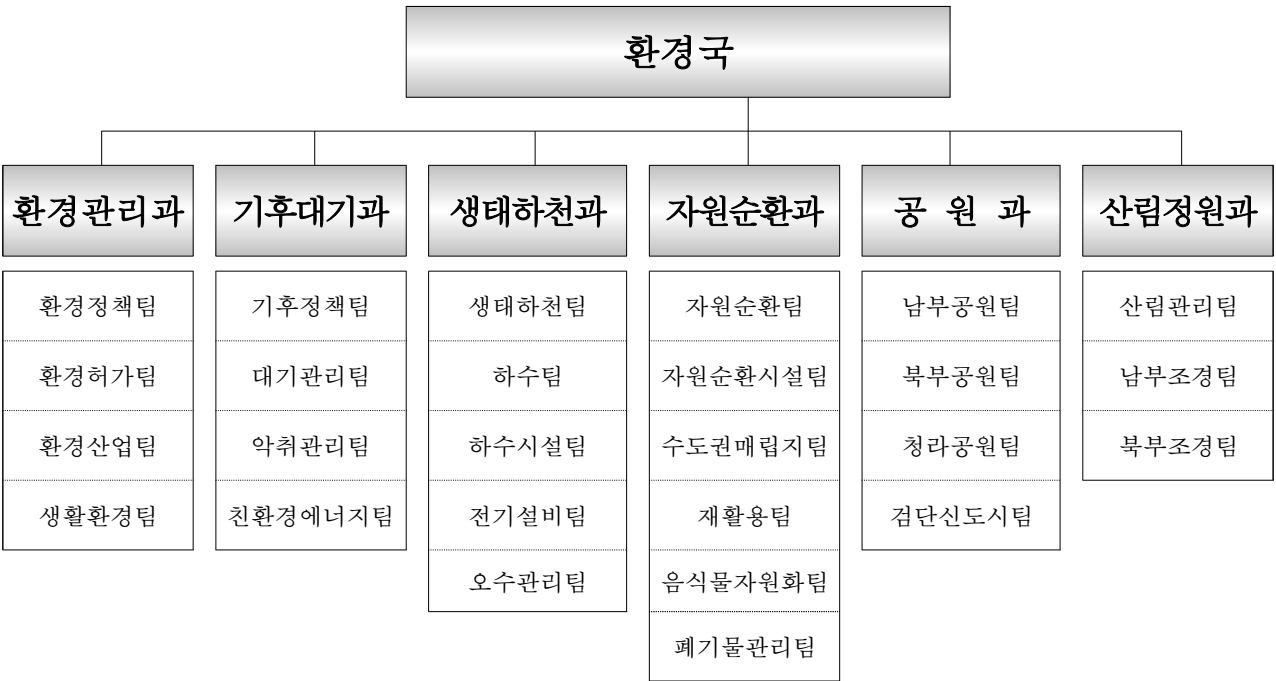 환경국
환경관리과
기후대기과
생태하천과
자원순환과
공 원 과
산림정원과
환경정책팀
환경허가팀
환경산업팀
생활환경팀
기후정책팀
대기관리팀
악취관리팀
친환경에너지팀
생태하천팀
하수팀
하수시설팀
전기설비팀
오수관리팀
자원순환팀
자원순환시설팀
수도권매립지팀
재활용팀
음식물자원화팀
폐기물관리팀
남부공원팀
북부공원팀
청라공원팀
검단신도시팀
산림관리팀
남부조경팀
북부조경팀